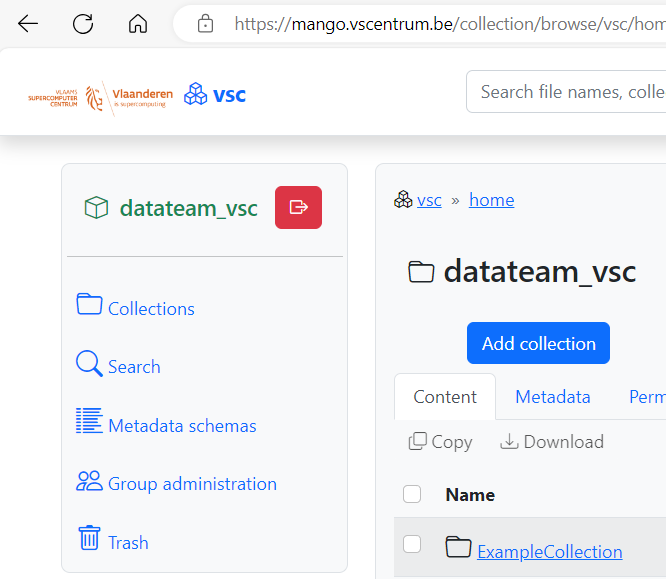 https://mango.vscentrum.be/collection/browse/vsc/hom
VLAAMS
SUPERCOMPUTER
CENTRUM
Vlaanderen
is supercomputing.
vsc
Search file names, colle
datateam_vsc
Collections
Search
Metadata schemas
Group administration
Trash
vsc » home
datateam_vsc
Add collection
Content Metadata Perm
Copy Download
Name
ExampleCollection